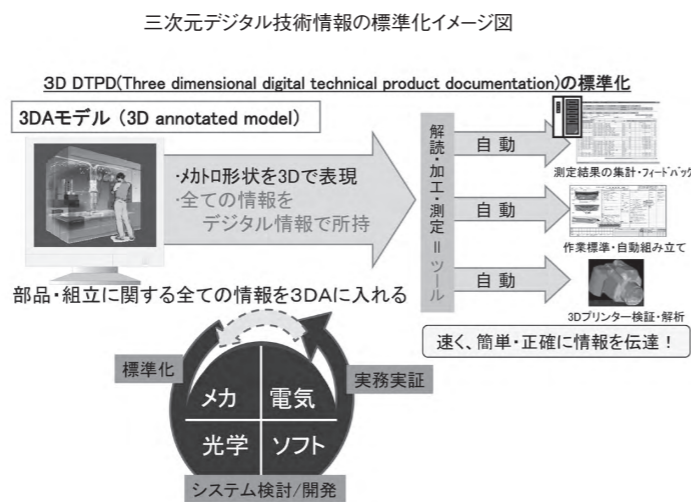 三次元デジタル技術情報の標準化イメージ図
3D DTPD(Three dimensional digital technical product documentation)の標準化
3DAモデル（3D annotated model）
・メカトロ形状を3Dで表現
・全ての情報を
デジタル情報で所持
解読・加工・測定＝ツール
自動
測定結果の集計・フィードバック
自動
作業標準・自動組み立て
自動
3Dプリンター検証・解析
部品・組立に関する全ての情報を3DAに入れる
速く、簡単・正確に情報を伝達！
標準化
実務実証
メカ
電気
光学
ソフト
システム検討/開発